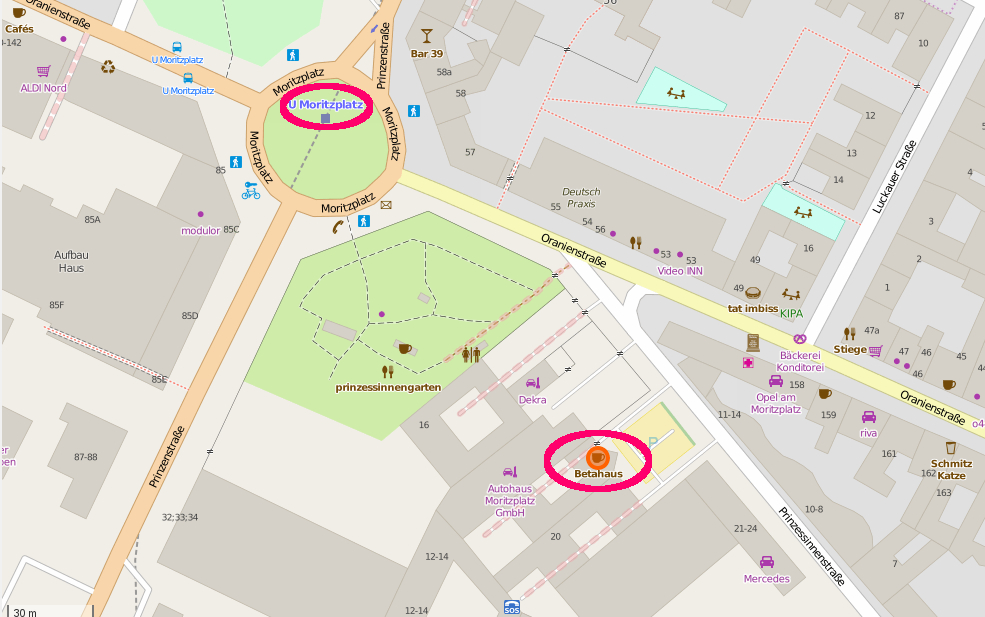 Oranienstraße
Cafés
-142
ALDI Nord
U Moritzplatz
U Moritzplatz
Moritzplatz
Prinzenstraße
U Moritzplatz
Moritzplatz
Moritzplatz
Moritzplatz
Bar 39
58a
58
57
87
10
12
13
14
16
Luckauer Straße
4
3
2
1
85
85A
modulor
85C
Aufbau
Haus
85F
85D
85E
87-88
32;33;34
Prinzenstraße
Deutsch
Praxis
55
54
56
53
53
Oranienstraße
Video INN
49
49
tat imbiss
KIPA
Bäckerei
Konditorei
Stiege
47a
47
46
46
45
Oranienstraße
prinzessinnengarten
16
Dekra
Opel am
Moritzplatz
158
159
11-14
riva
161
162
163
Schmitz
Katze
P
Betahaus
Autohaus
Moritzplatz
GmbH
20
12-14
12-14
SOS
21-24
10-8
7
Prinzessinnenstraße
Mercedes
30 m